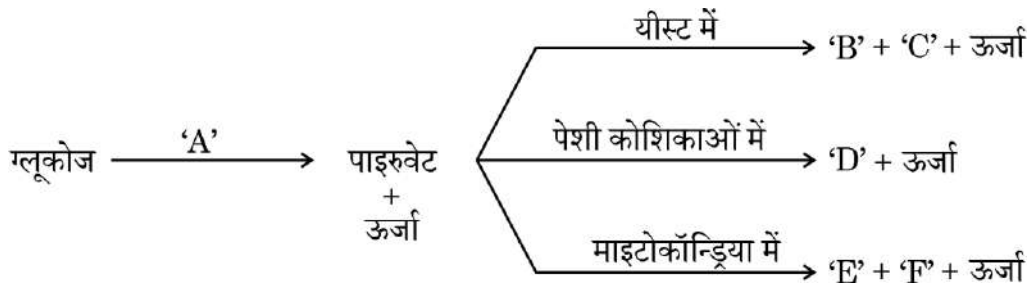 यीस्ट में
‘B’ + ‘C’ + ऊर्जा
ग्लूकोज
‘A’
पाइरुवेट
+
ऊर्जा
पेशी कोशिकाओं में
‘D’ + ऊर्जा
माइटोकॉन्ड्रिया में
‘E’ + ‘F’ + ऊर्जा